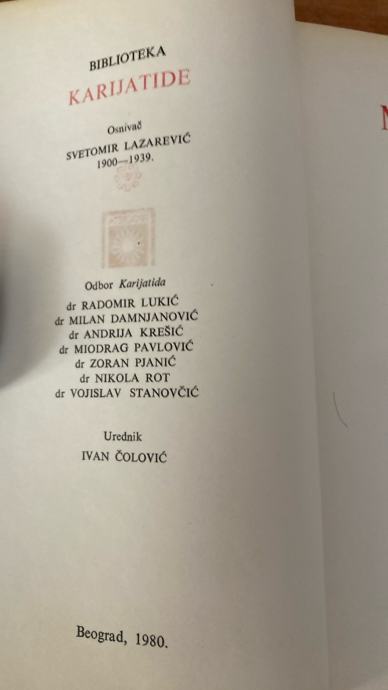 BIBLIOTEKA
KARIJATIDE
Osnivač
SVETOMIR LAZAREVIĆ
1900—1939.
Odbor Karijatida
dr RADOMIR LUKIĆ
dr MILAN DAMNJANOVIĆ
dr ANDRIJA KREŠIĆ
dr MIODRAG PAVLOVIĆ
dr ZORAN PJANIĆ
dr NIKOLA ROT
dr VOJISLAV STANOVČIĆ
Urednik
IVAN ČOLOVIĆ
Beograd, 1980.